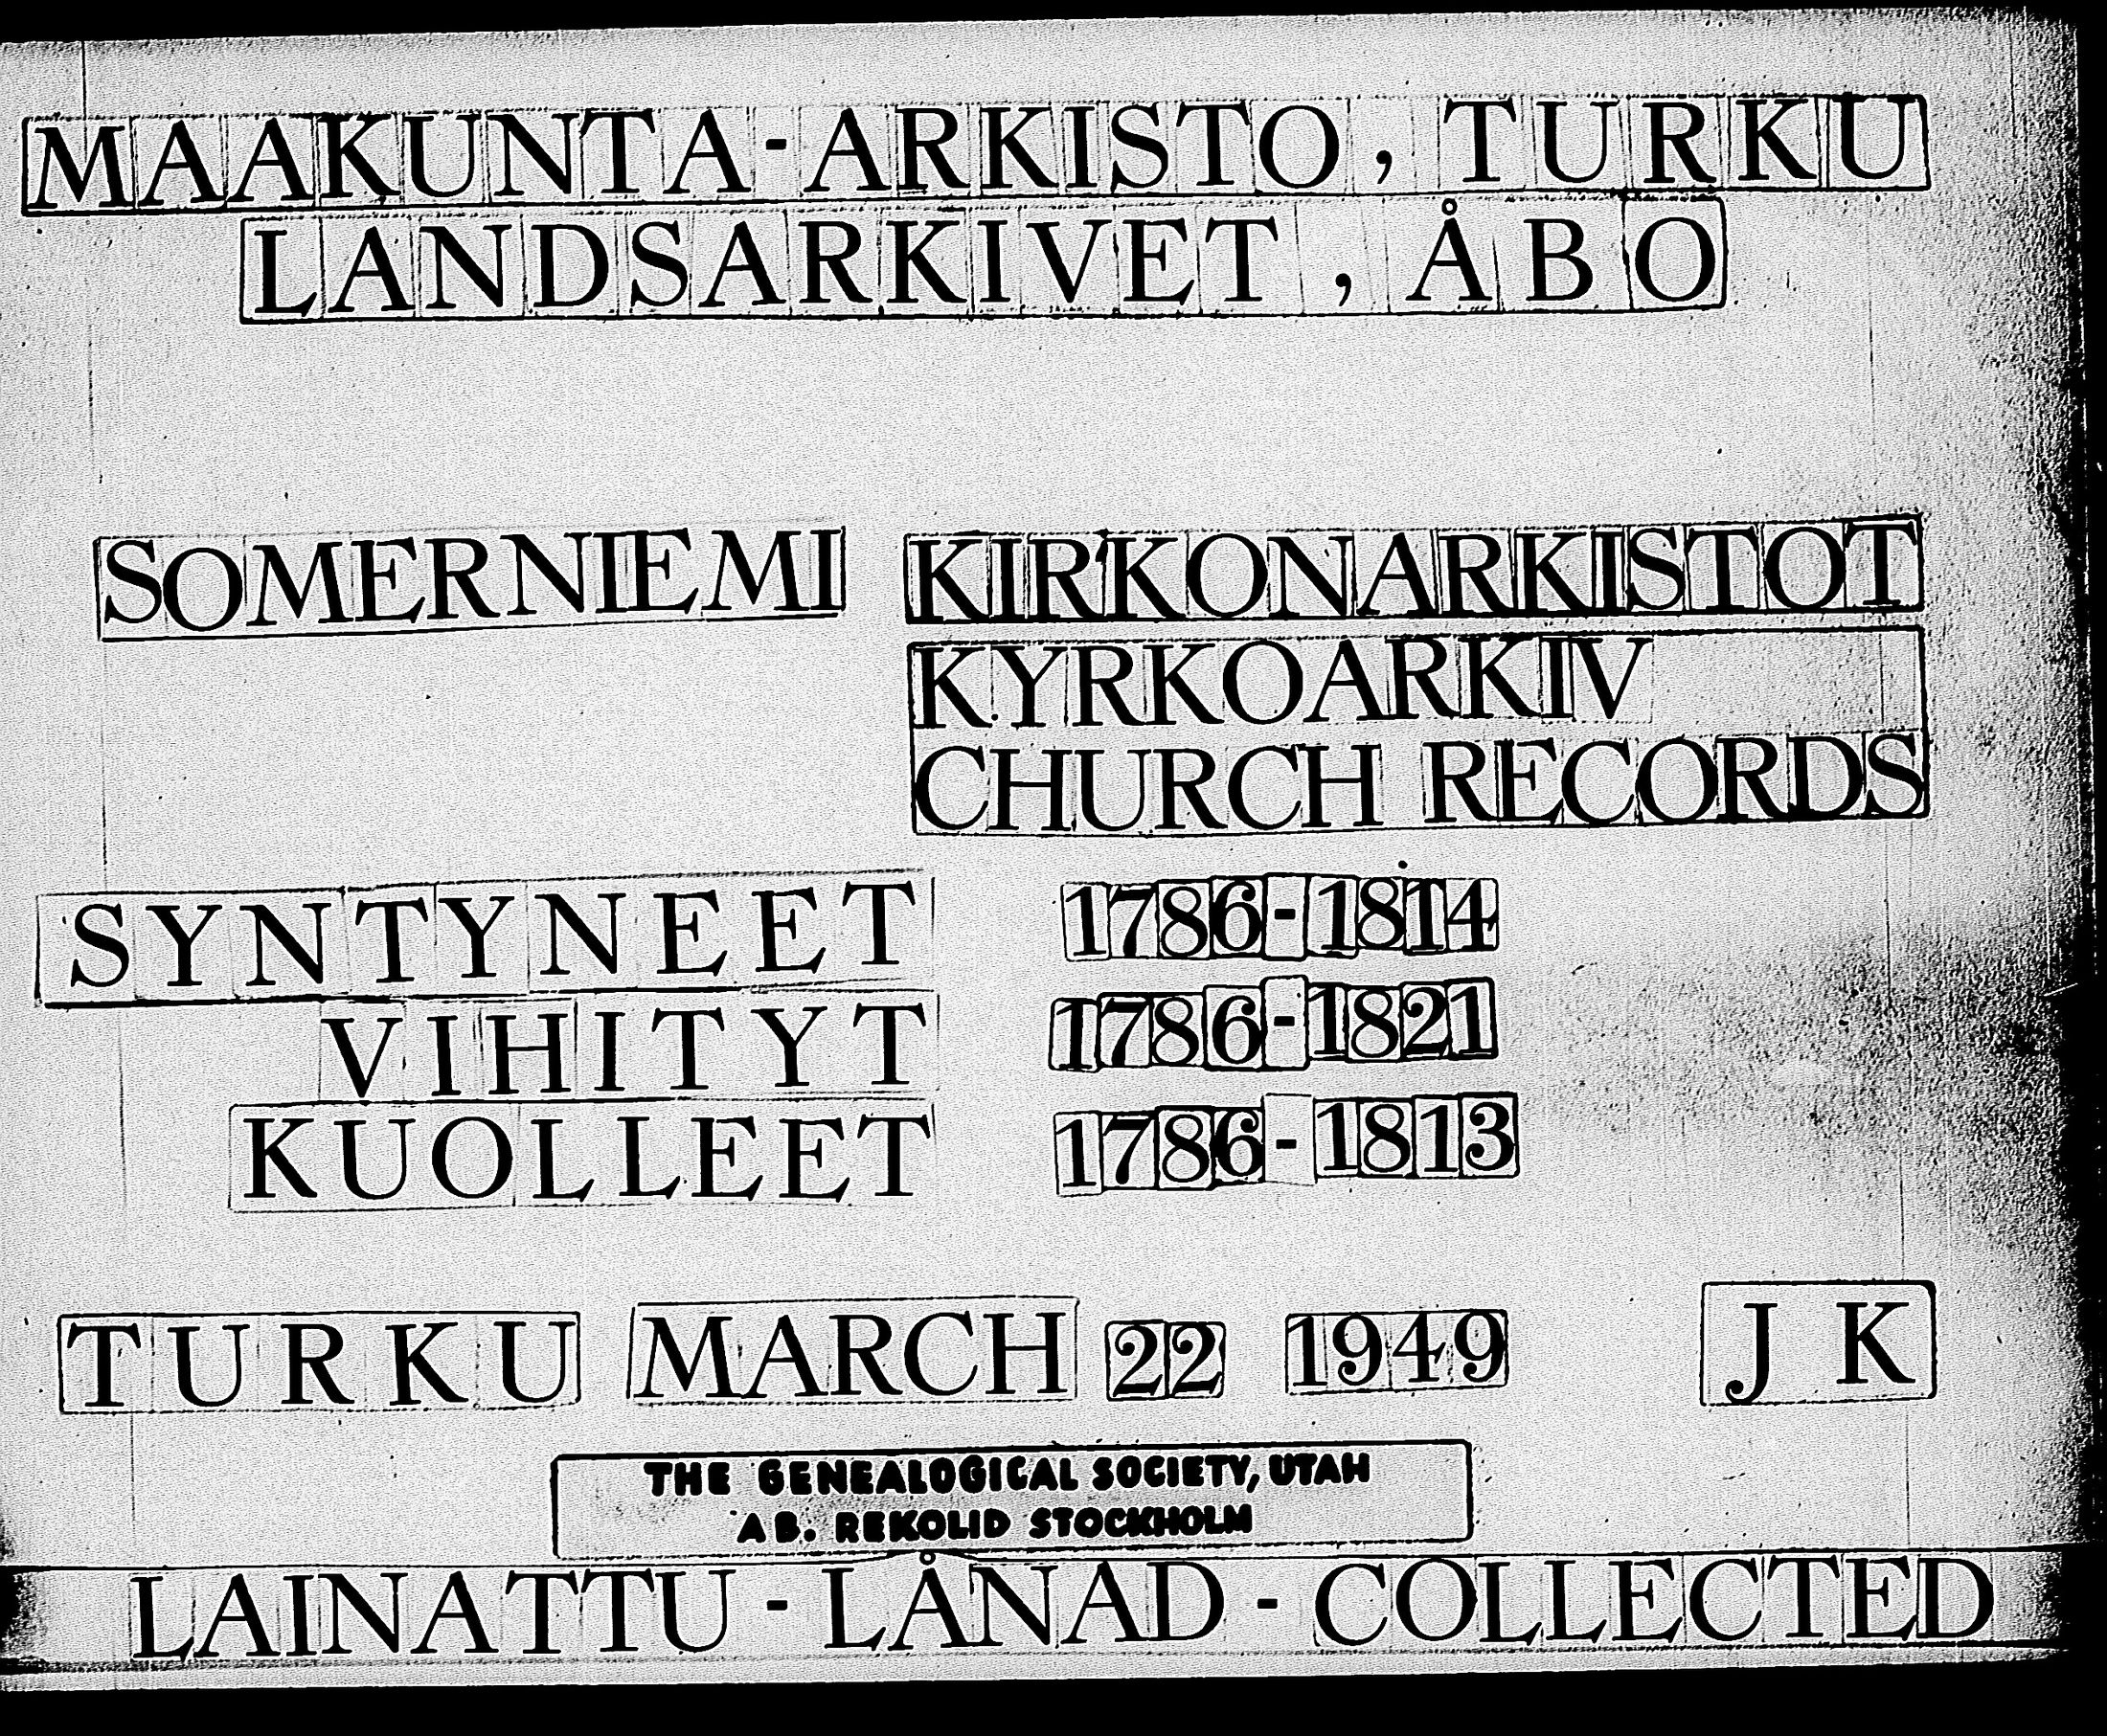 MAAKUNTA-ARKISTO, TURKU
LANDSARKIVET, ÅBO
SOMERNIEMI KIRKONARKISTOT
KYRKOARKIV
CHURCH RECORDS
SYNTYNEET 1786-1814
VIHITYT 1786-1821
KUOLLEET 1786-1813
TURKU MARCH 22 1949 J K
THE GENEALOGICAL SOCIETY, UTAH
AB. REKOLID STOCKHOLM
LAINATTU - LÅNAD - COLLECTED